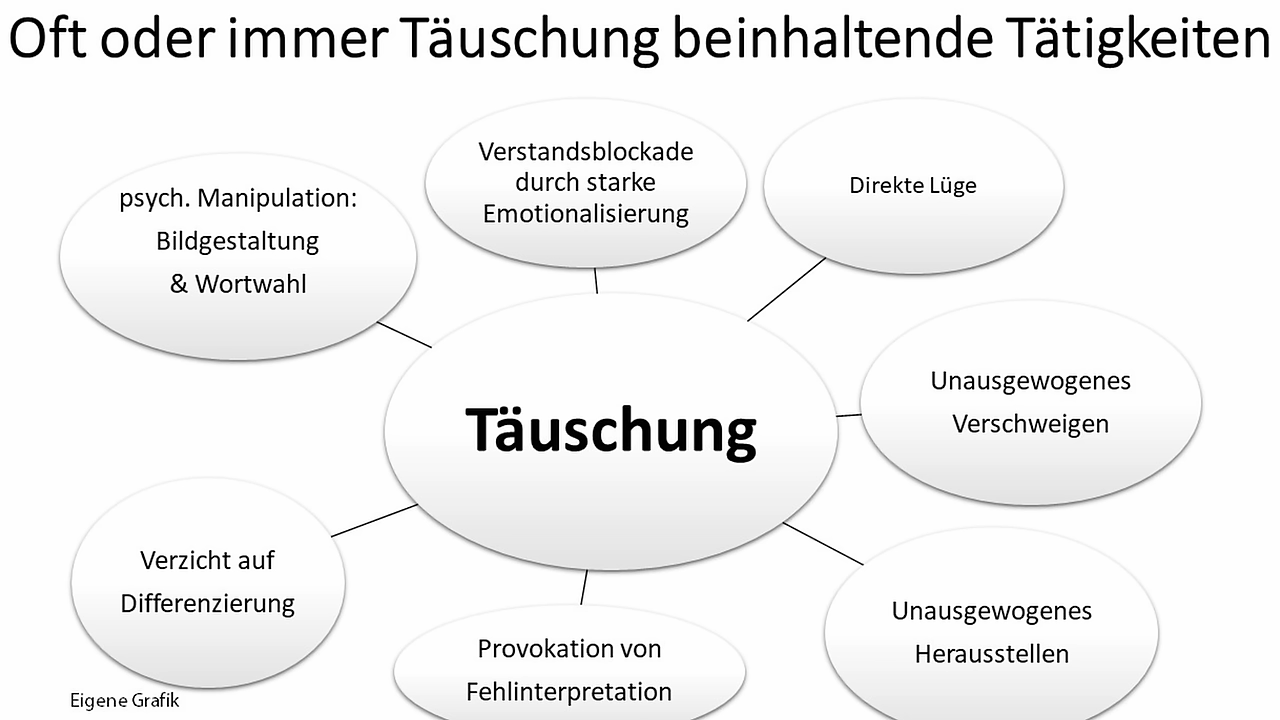 Oft oder immer Täuschung beinhaltende Tätigkeiten
psych. Manipulation:
Bildgestaltung
& Wortwahl
Verstandsblockade
durch starke
Emotionalisierung
Direkte Lüge
Täuschung
Unausgewogenes
Verschweigen
Verzicht auf
Differenzierung
Provokation von
Fehlinterpretation
Unausgewogenes
Herausstellen
Eigene Grafik